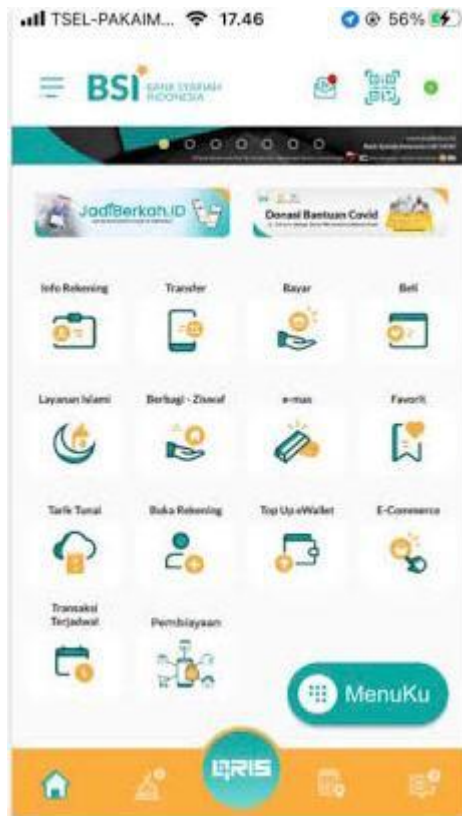 TSEL-PAKAIM... 17.46 56%
BSI BANK SYARIAH
INDONESIA
JadiBerkah.ID
Donasi Bantuan Covid
Info Rekening Transfer Bayar Beli
Layanan Islami Berbagi - Ziswaf e-mas Favorit
Tarik Tunai Buka Rekening Top Up eWallet E-Commerce
Transaksi
Terjadwal
Pembiayaan
MenuKu
QRIS